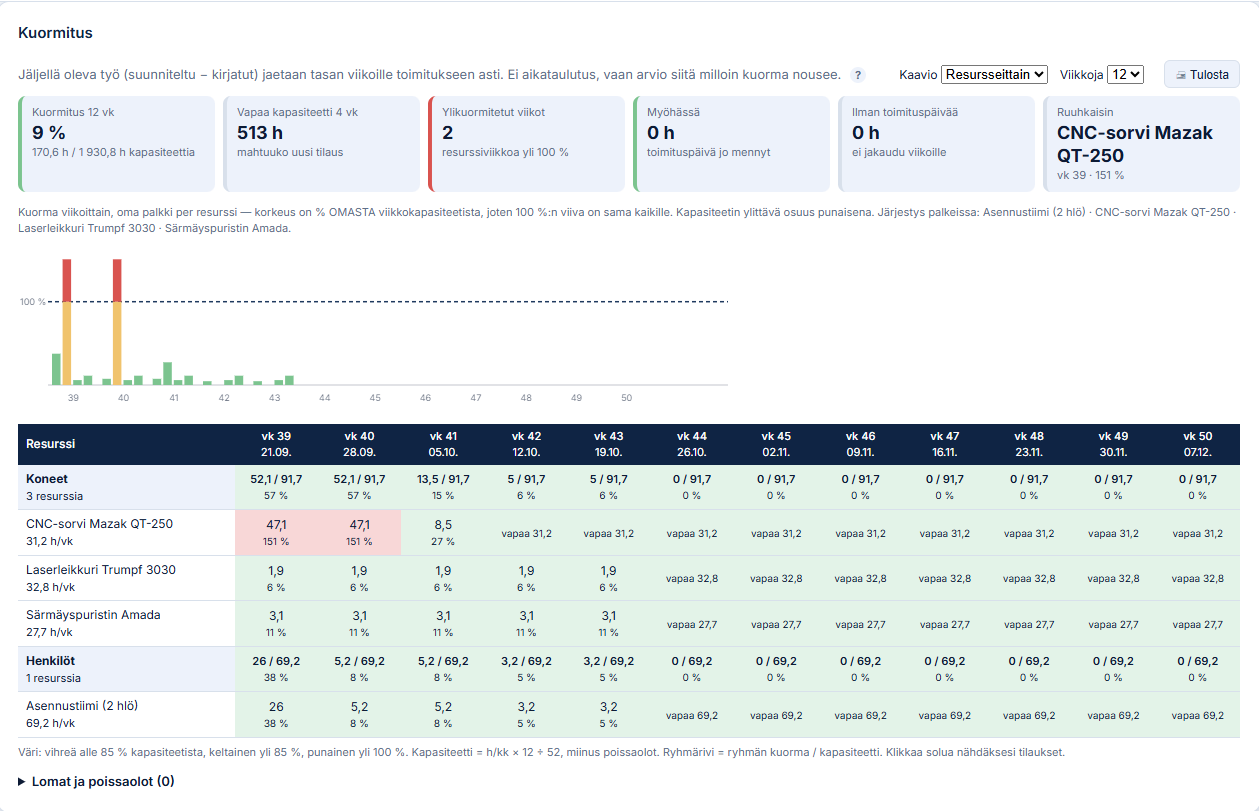 Kuormitus
Jäljellä oleva työ (suunniteltu − kirjatut) jaetaan tasan viikoille toimitukseen asti. Ei aikataulutus, vaan arvio siitä milloin kuorma nousee. ? Kaavio Resursseittain Viikkoja 12 Tulosta
Kuormitus 12 vk
9 %
170,6 h / 1 930,8 h kapasiteettia
Vapaa kapasiteetti 4 vk
513 h
mahtuuko uusi tilaus
Ylikuormitetut viikot
2
resurssiviikkoa yli 100 %
Myöhässä
0 h
toimituspäivä jo mennyt
Ilman toimituspäivää
0 h
ei jakaudu viikoille
Ruuhkaisin
CNC-sorvi Mazak
QT-250
vk 39 · 151 %
Kuorma viikoittain, oma palkki per resurssi — korkeus on % OMASTA viikkokapasiteetista, joten 100 %:n viiva on sama kaikille. Kapasiteetin ylittävä osuus punaisena. Järjestys palkeissa: Asennustiimi (2 hlö) · CNC-sorvi Mazak QT-250 ·
Laserleikkuri Trumpf 3030 · Särmäyspuristin Amada.
100 %
39 40 41 42 43 44 45 46 47 48 49 50
Resurssi vk 39 vk 40 vk 41 vk 42 vk 43 vk 44 vk 45 vk 46 vk 47 vk 48 vk 49 vk 50
21.09. 28.09. 05.10. 12.10. 19.10. 26.10. 02.11. 09.11. 16.11. 23.11. 30.11. 07.12.
Koneet 52,1 / 91,7 52,1 / 91,7 13,5 / 91,7 5 / 91,7 5 / 91,7 0 / 91,7 0 / 91,7 0 / 91,7 0 / 91,7 0 / 91,7 0 / 91,7 0 / 91,7
3 resurssia 57 % 57 % 15 % 6 % 6 % 0 % 0 % 0 % 0 % 0 % 0 % 0 %
CNC-sorvi Mazak QT-250 47,1 47,1 8,5 vapaa 31,2 vapaa 31,2 vapaa 31,2 vapaa 31,2 vapaa 31,2 vapaa 31,2 vapaa 31,2 vapaa 31,2 vapaa 31,2
31,2 h/vk 151 % 151 % 27 %
Laserleikkuri Trumpf 3030 1,9 1,9 1,9 1,9 1,9 vapaa 32,8 vapaa 32,8 vapaa 32,8 vapaa 32,8 vapaa 32,8 vapaa 32,8 vapaa 32,8
32,8 h/vk 6 % 6 % 6 % 6 % 6 %
Särmäyspuristin Amada 3,1 3,1 3,1 3,1 3,1 vapaa 27,7 vapaa 27,7 vapaa 27,7 vapaa 27,7 vapaa 27,7 vapaa 27,7 vapaa 27,7
27,7 h/vk 11 % 11 % 11 % 11 % 11 %
Henkilöt 26 / 69,2 5,2 / 69,2 5,2 / 69,2 3,2 / 69,2 3,2 / 69,2 0 / 69,2 0 / 69,2 0 / 69,2 0 / 69,2 0 / 69,2 0 / 69,2 0 / 69,2
1 resurssia 38 % 8 % 8 % 5 % 5 % 0 % 0 % 0 % 0 % 0 % 0 % 0 %
Asennustiimi (2 hlö) 26 5,2 5,2 3,2 3,2 vapaa 69,2 vapaa 69,2 vapaa 69,2 vapaa 69,2 vapaa 69,2 vapaa 69,2 vapaa 69,2
69,2 h/vk 38 % 8 % 8 % 5 % 5 %
Väri: vihreä alle 85 % kapasiteetista, keltainen yli 85 %, punainen yli 100 %. Kapasiteetti = h/kk × 12 ÷ 52, miinus poissaolot. Ryhmärivi = ryhmän kuorma / kapasiteetti. Klikkaa solua nähdäksesi tilaukset.
Lomat ja poissaolot (0)